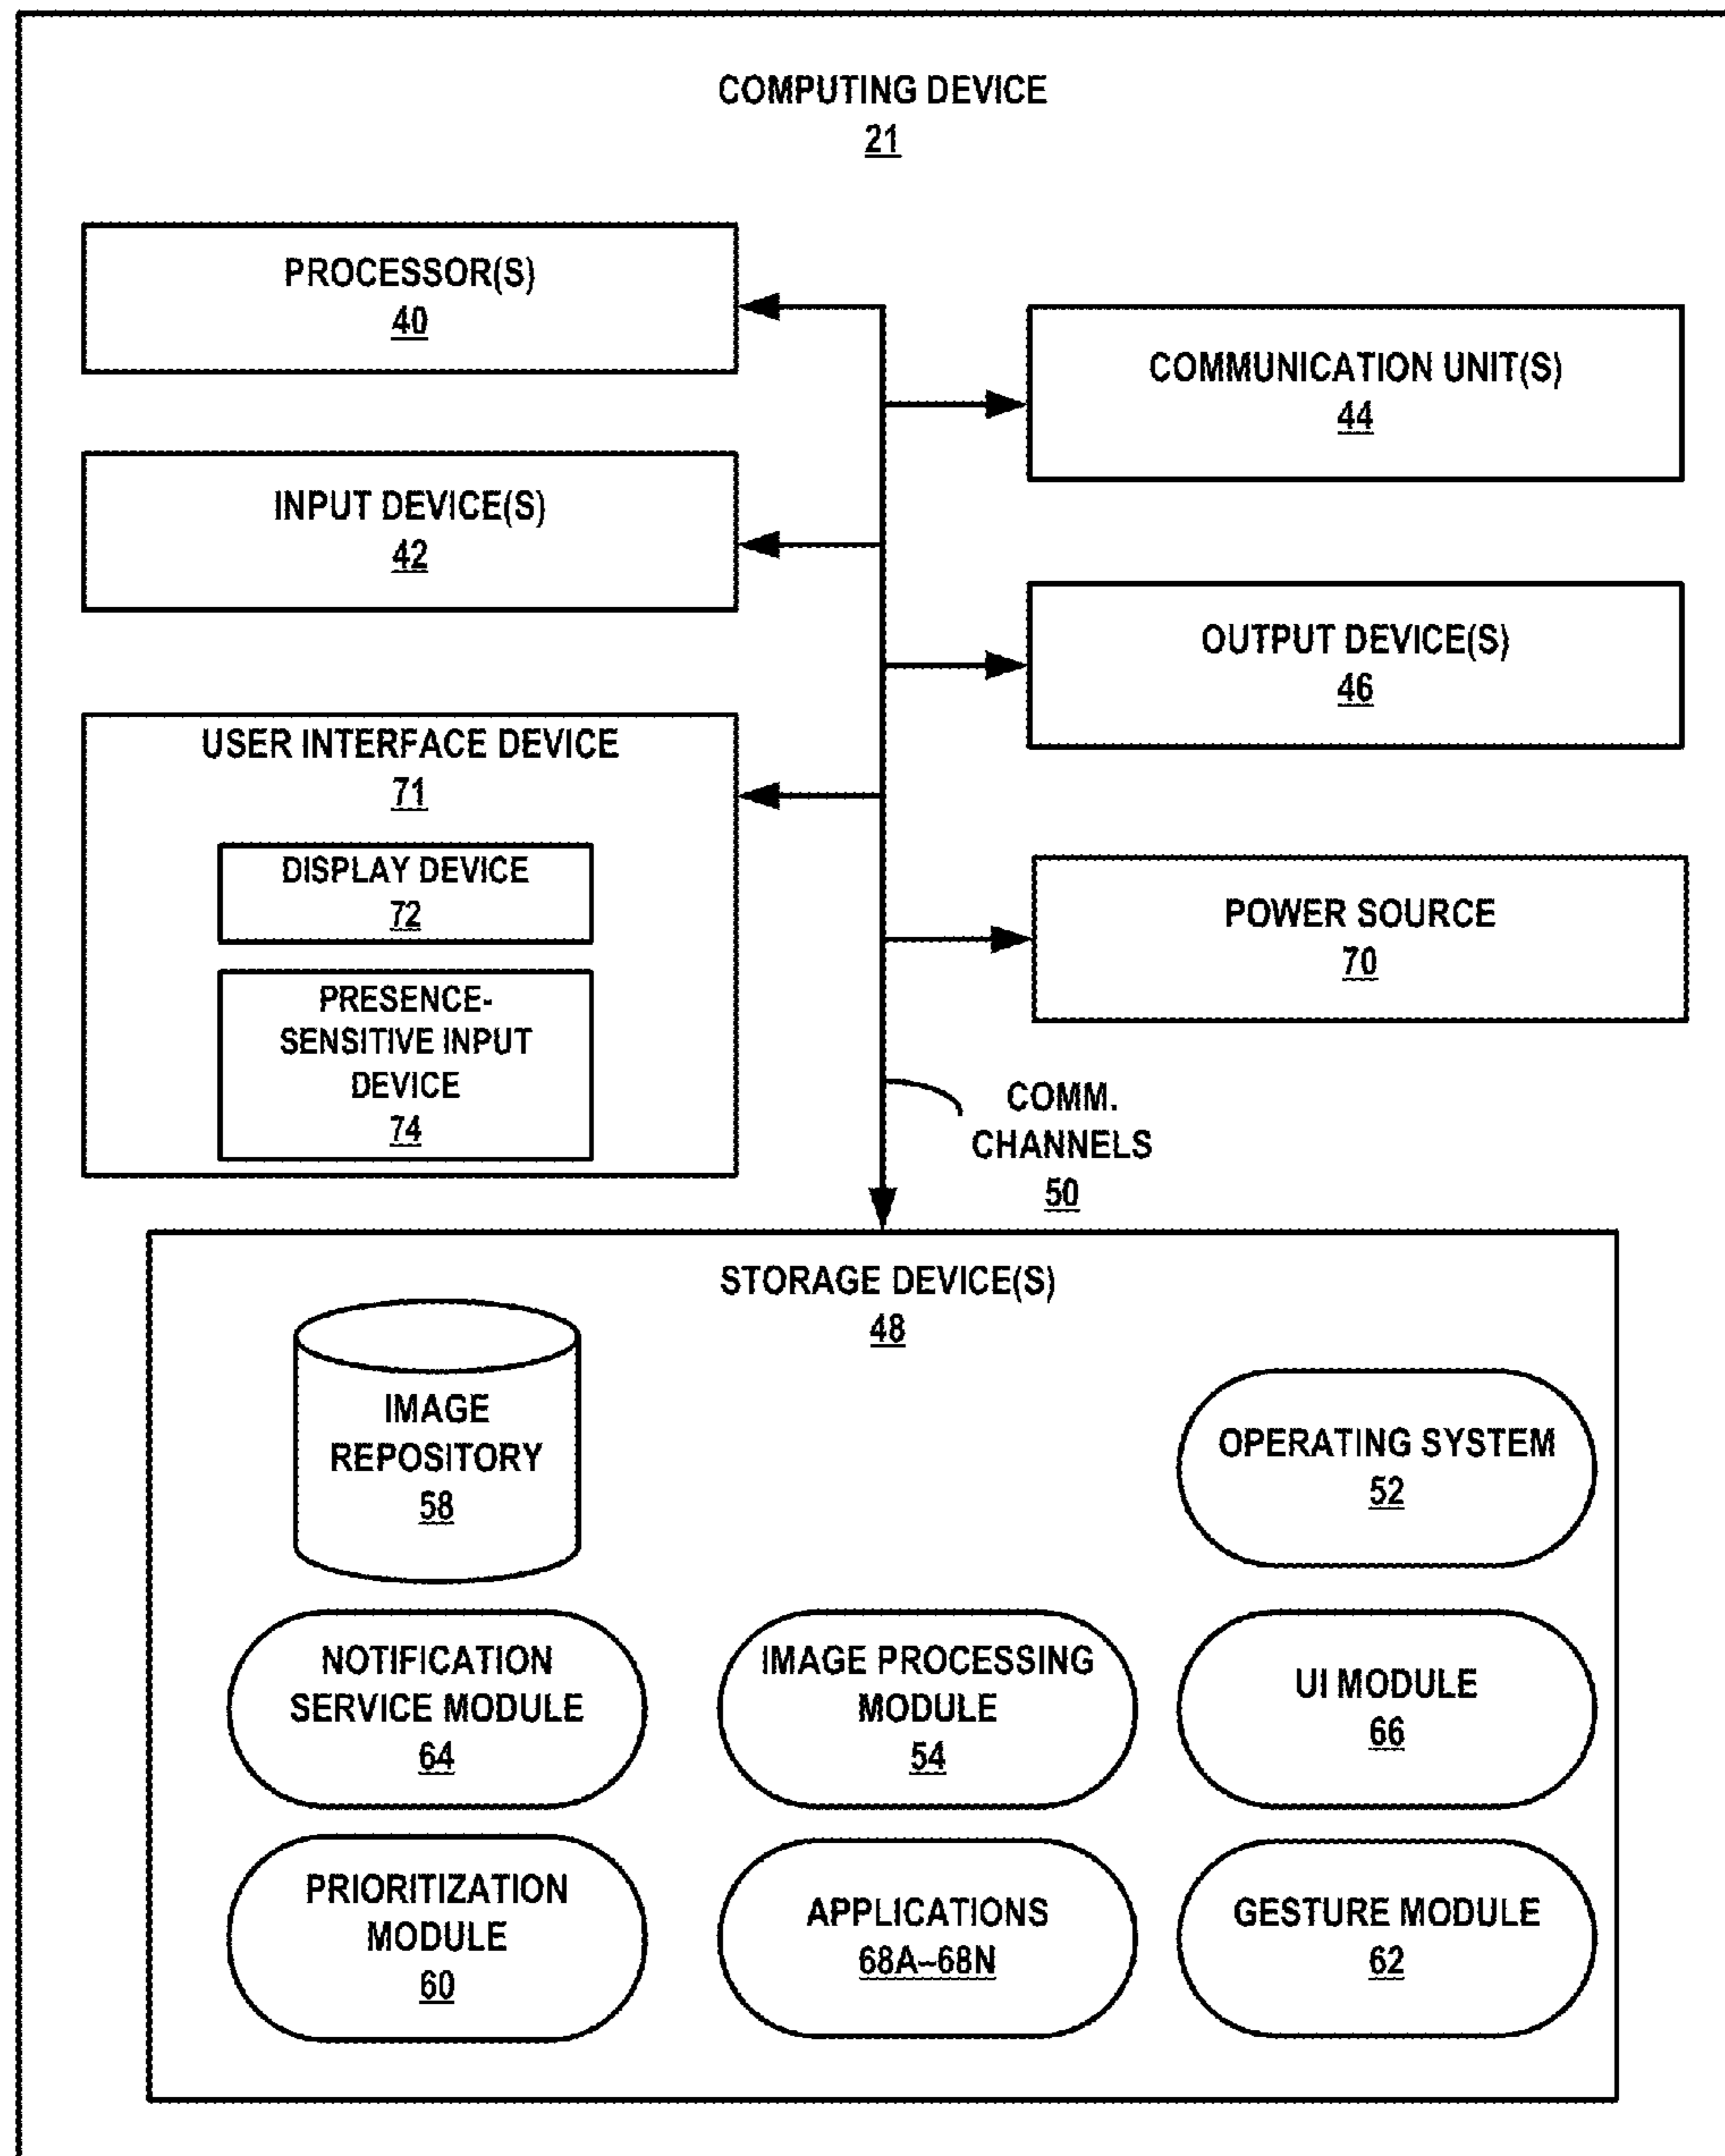 COMPUTING DEVICE
21
PROCESSOR(S)
40
COMMUNICATION UNIT(S)
44
INPUT DEVICE(S)
42
OUTPUT DEVICE(S)
46
USER INTERFACE DEVICE
71
DISPLAY DEVICE
72
PRESENCE-
SENSITIVE INPUT
DEVICE
74
POWER SOURCE
70
COMM.
CHANNELS
50
STORAGE DEVICE(S)
48
IMAGE
REPOSITORY
58
OPERATING SYSTEM
52
NOTIFICATION
SERVICE MODULE
64
IMAGE PROCESSING
MODULE
54
UI MODULE
66
PRIORITIZATION
MODULE
60
APPLICATIONS
68A–68N
GESTURE MODULE
62